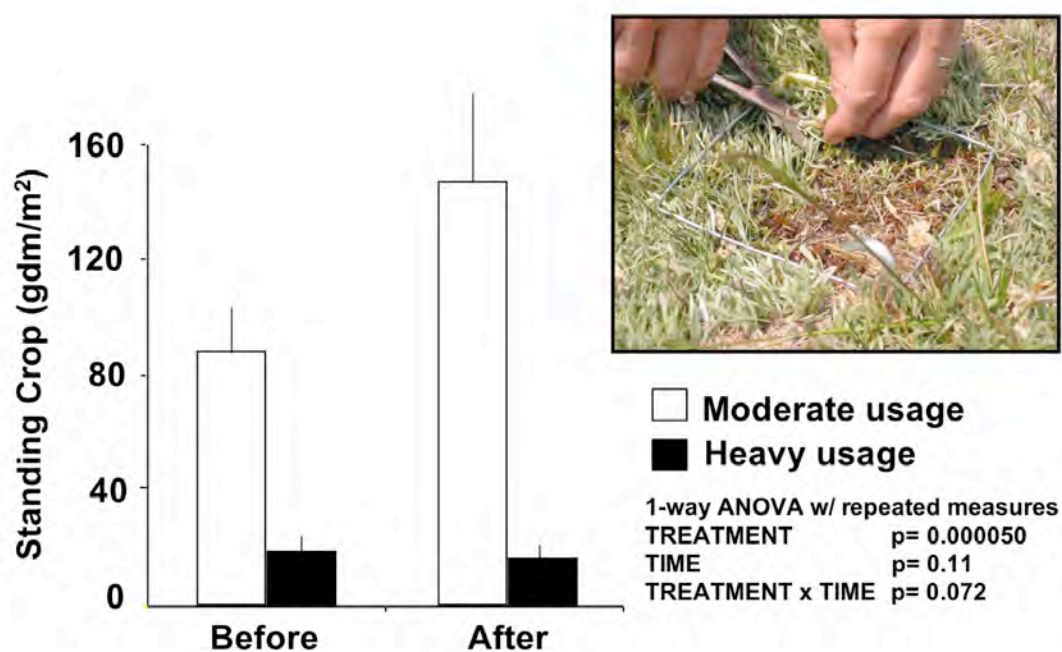 Standing Crop (gdm/m²)
160
120
80
40
0
Before After
Moderate usage
Heavy usage
1-way ANOVA w/ repeated measures
TREATMENT p= 0.000050
TIME p= 0.11
TREATMENT x TIME p= 0.072